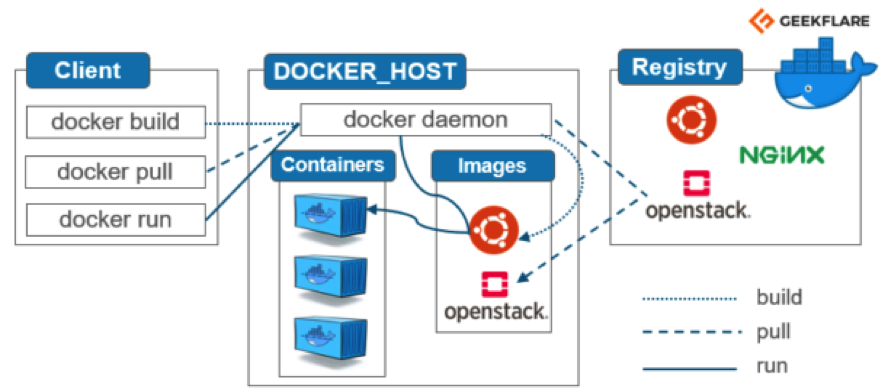 GEEKFLARE
Client
DOCKER_HOST
Registry
docker build
docker daemon
docker pull
Containers
Images
NGINX
docker run
openstack.
openstack.
build
pull
run